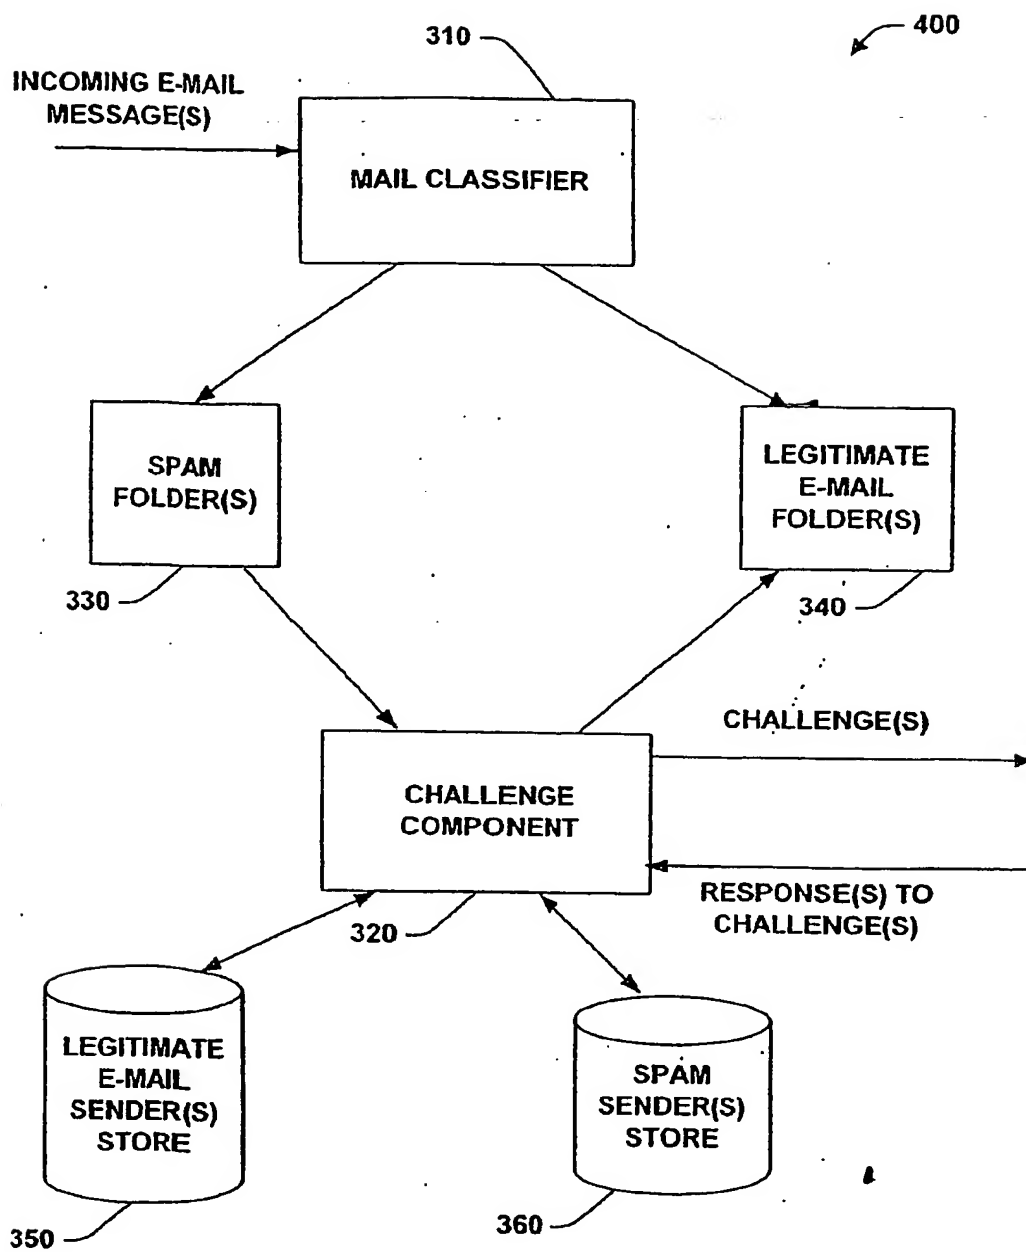 310
400
INCOMING E-MAIL
MESSAGE(S)
MAIL CLASSIFIER
SPAM
FOLDER(S)
LEGITIMATE
E-MAIL
FOLDER(S)
330
340
CHALLENGE(S)
CHALLENGE
COMPONENT
RESPONSE(S) TO
CHALLENGE(S)
320
LEGITIMATE
E-MAIL
SENDER(S)
STORE
SPAM
SENDER(S)
STORE
350
360